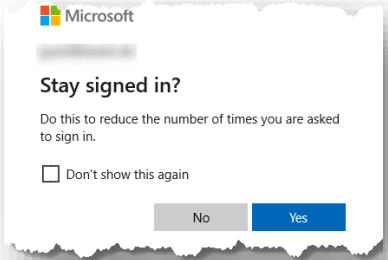 Microsoft
Stay signed in?
Do this to reduce the number of times you are asked
to sign in.
Don't show this again
No
Yes